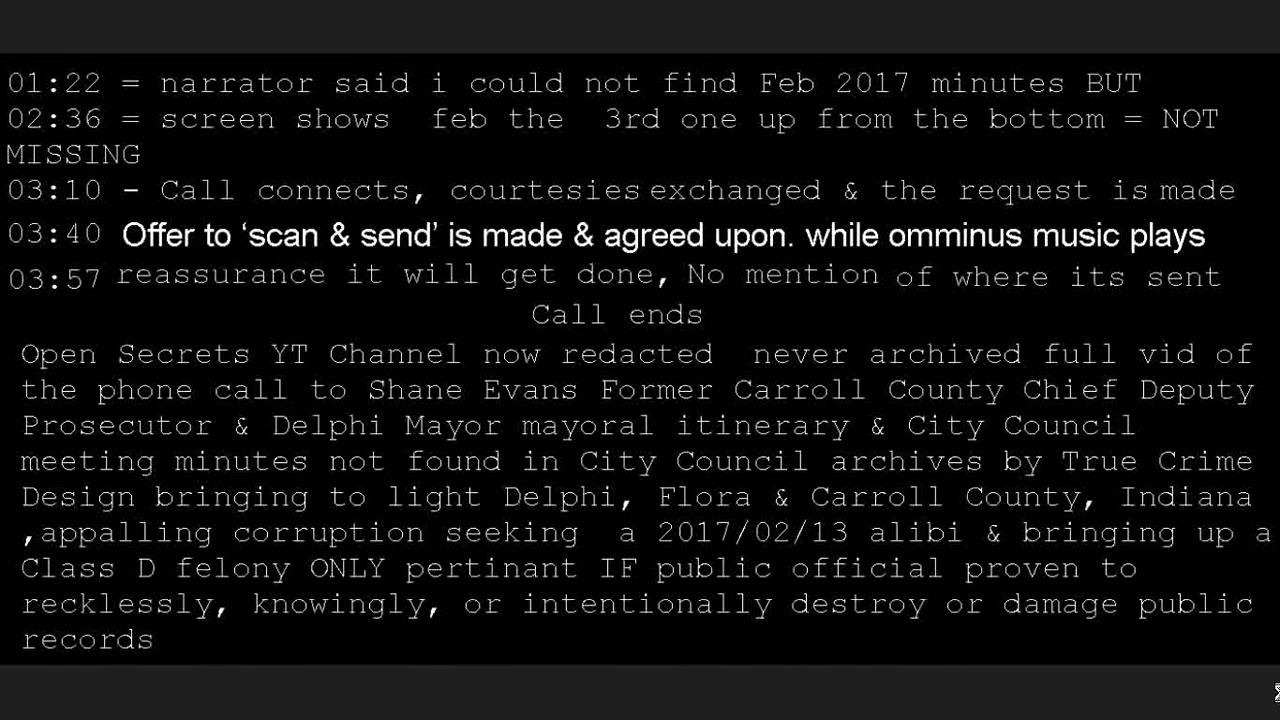 01:22 = narrator said i could not find Feb 2017 minutes BUT
02:36 = screen shows feb the 3rd one up from the bottom = NOT
MISSING
03:10 - Call connects, courtesies exchanged & the request is made
03:40 Offer to ‘scan & send’ is made & agreed upon. while omminus music plays
03:57 reassurance it will get done, No mention of where its sent
Call ends
Open Secrets YT Channel now redacted never archived full vid of
the phone call to Shane Evans Former Carroll County Chief Deputy
Prosecutor & Delphi Mayor mayoral itinerary & City Council
meeting minutes not found in City Council archives by True Crime
Design bringing to light Delphi, Flora & Carroll County, Indiana
,appalling corruption seeking a 2017/02/13 alibi & bringing up a
Class D felony ONLY pertinant IF public official proven to
recklessly, knowingly, or intentionally destroy or damage public
records